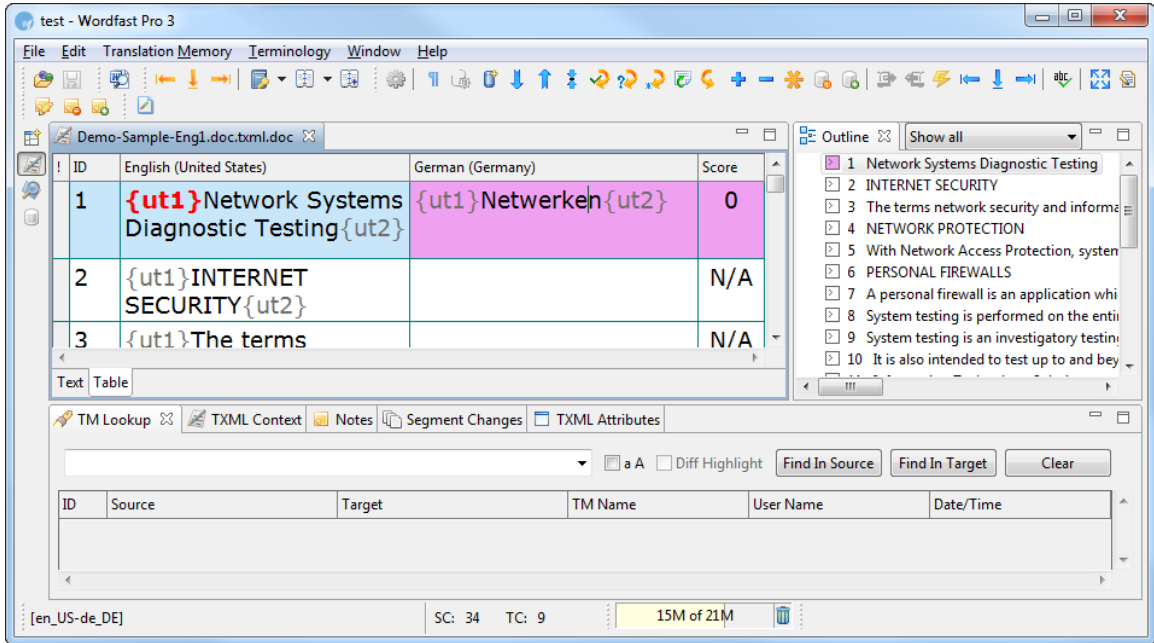 test - Wordfast Pro 3
File Edit Translation Memory Terminology Window Help
Demo-Sample-Eng1.doc.txml.doc
! ID English (United States) German (Germany) Score
1 {ut1}Network Systems Diagnostic Testing{ut2} {ut1}Netwerken{ut2} 0
2 {ut1}INTERNET SECURITY{ut2} N/A
3 {ut1}The terms N/A
Text Table
Outline Show all
1 Network Systems Diagnostic Testing
2 INTERNET SECURITY
3 The terms network security and informa
4 NETWORK PROTECTION
5 With Network Access Protection, system
6 PERSONAL FIREWALLS
7 A personal firewall is an application whi
8 System testing is performed on the enti
9 System testing is an investigatory testing
10 It is also intended to test up to and bey
TM Lookup TXML Context Notes Segment Changes TXML Attributes
a A Diff Highlight Find In Source Find In Target Clear
ID Source Target TM Name User Name Date/Time
[en_US-de_DE] SC: 34 TC: 9 15M of 21M